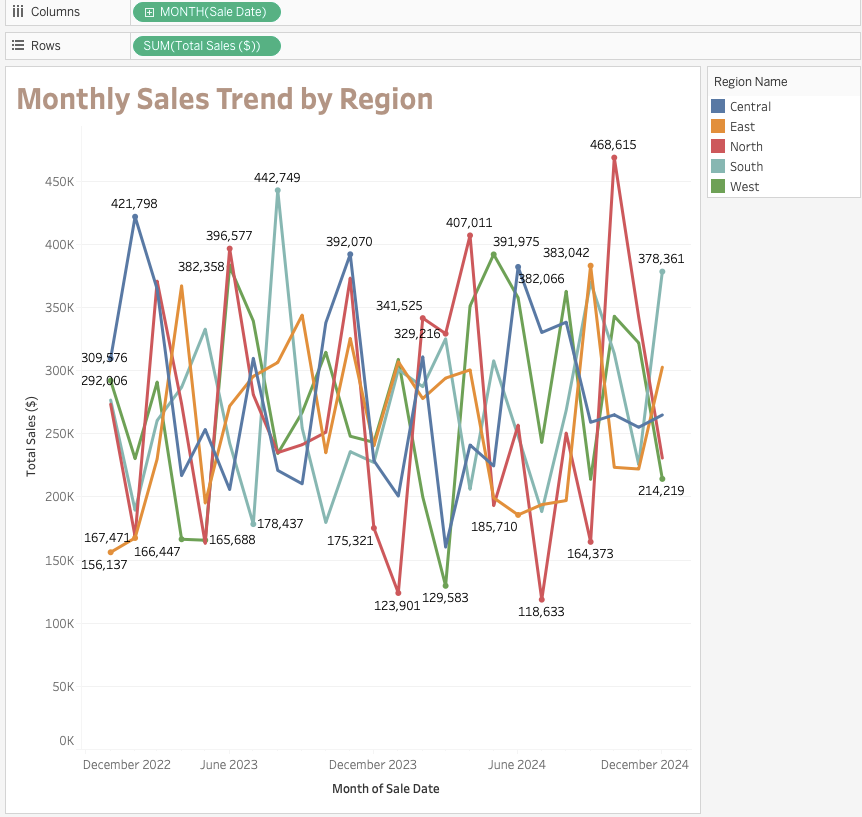 Columns
MONTH(Sale Date)
Rows
SUM(Total Sales ($))
Monthly Sales Trend by Region
Region Name
Central
East
North
South
West
468,615
442,749
421,798
396,577
407,011
392,070
391,975
383,042
378,361
382,358
382,066
341,525
329,216
309,576
292,006
214,219
185,710
178,437
175,321
167,471
166,447
165,688
164,373
156,137
129,583
123,901
118,633
450K
400K
350K
300K
250K
200K
150K
100K
50K
0K
Total Sales ($)
December 2022
June 2023
December 2023
June 2024
December 2024
Month of Sale Date